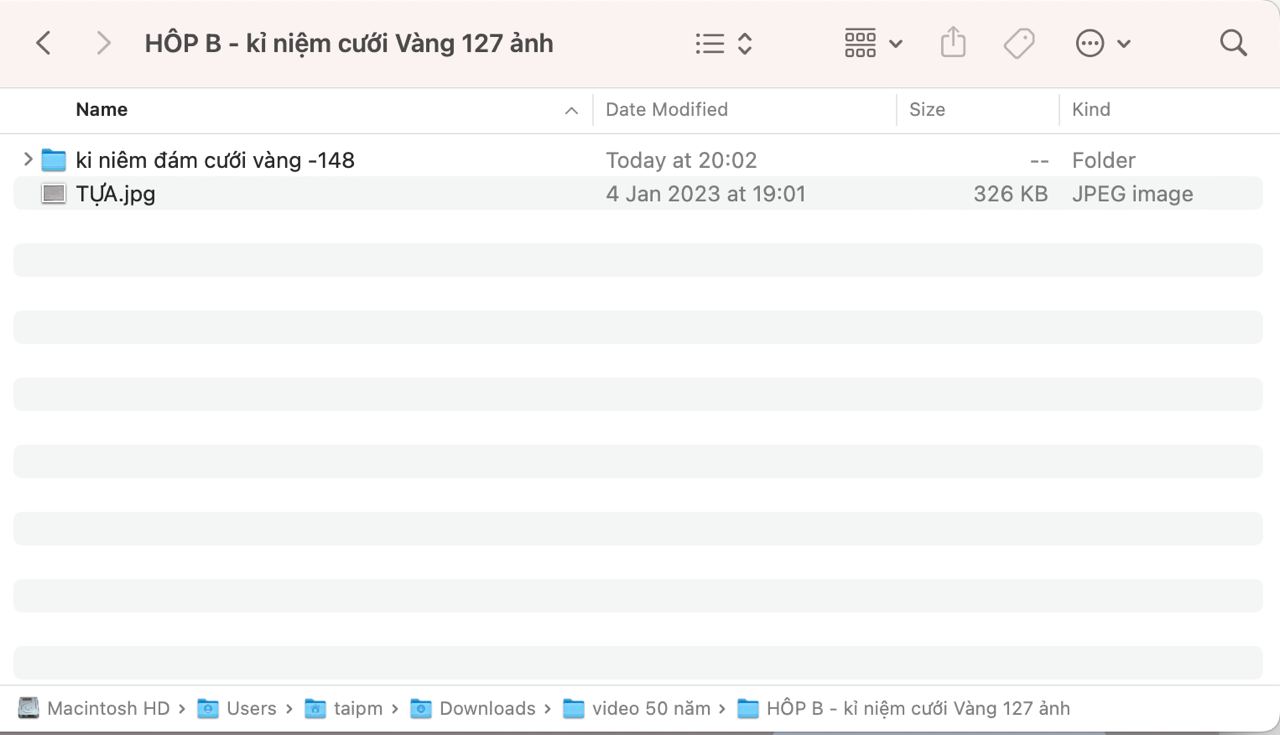 HÔP B - kỉ niệm cưới Vàng 127 ảnh
Name Date Modified Size Kind
ki niêm đám cưới vàng -148 Today at 20:02 -- Folder
TỰA.jpg 4 Jan 2023 at 19:01 326 KB JPEG image
Macintosh HD › Users › taipm › Downloads › video 50 năm › HÔP B - kỉ niệm cưới Vàng 127 ảnh